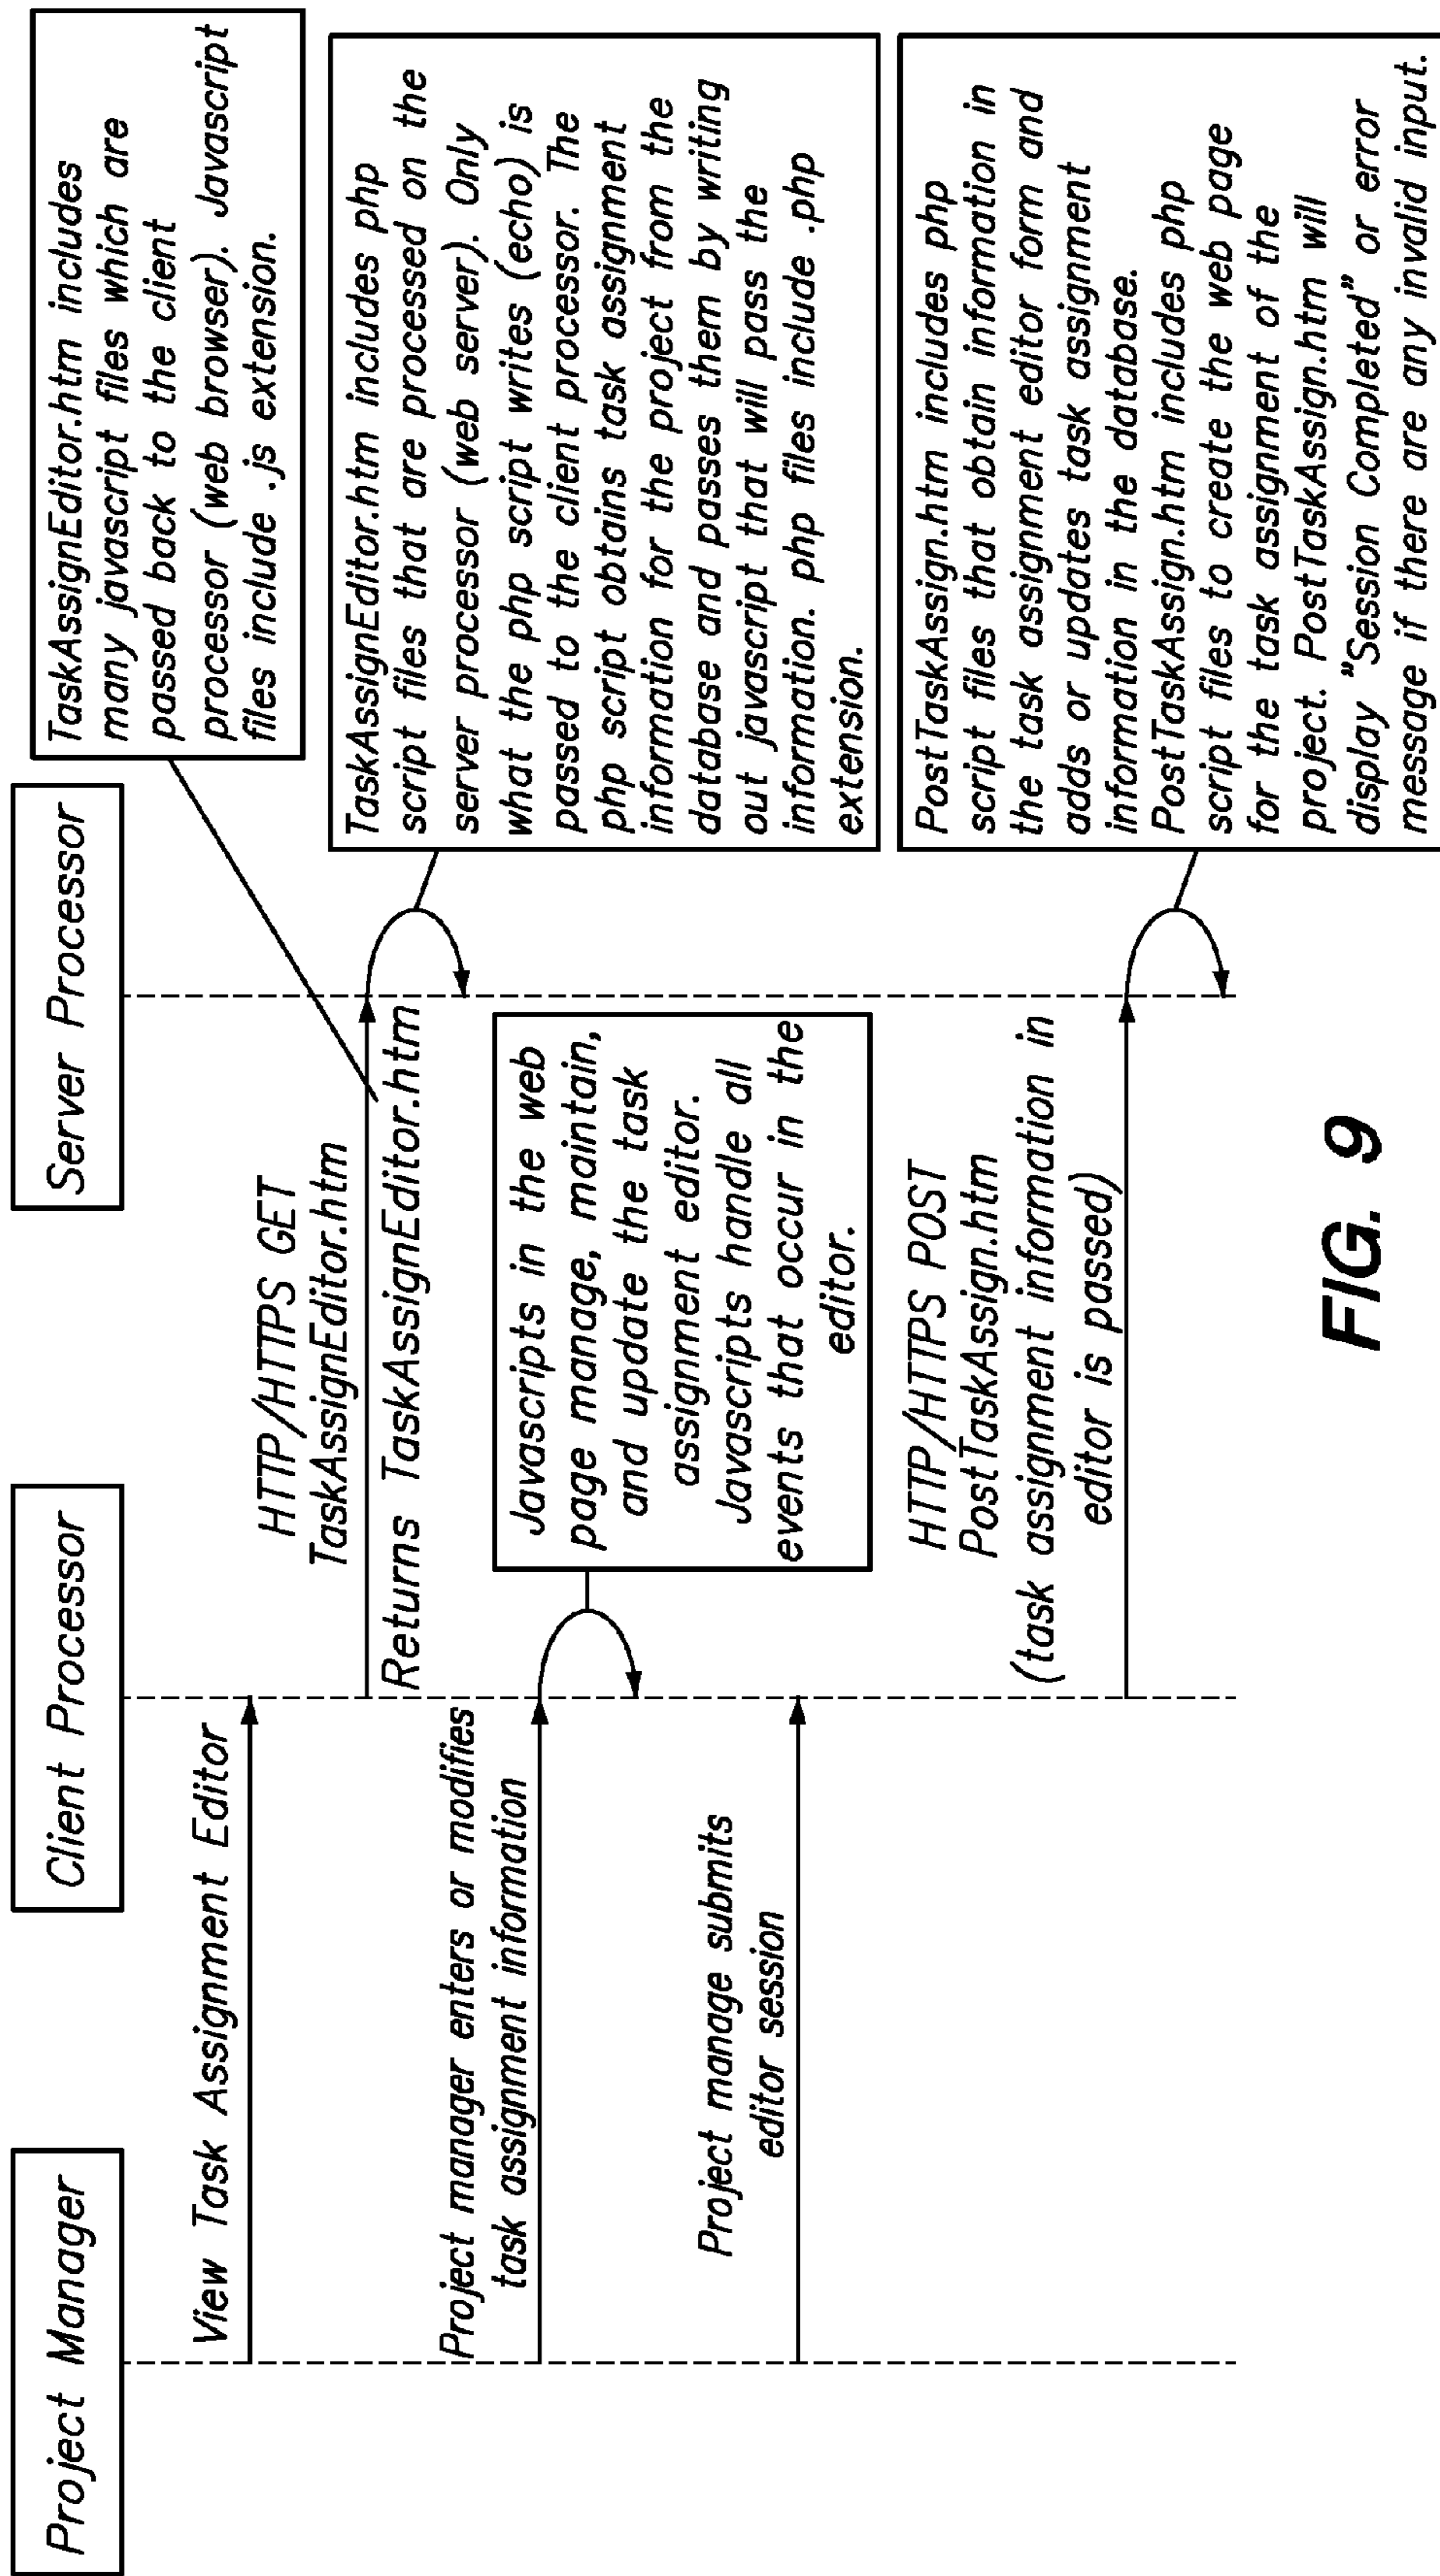 Project Manager
Client Processor
Server Processor
View Task Assignment Editor
HTTP/HTTPS GET
TaskAssignEditor.htm
Returns TaskAssignEditor.htm
TaskAssignEditor.htm includes
many javascript files which are
passed back to the client
processor (web browser). Javascript
files include .js extension.
TaskAssignEditor.htm includes php
script files that are processed on the
server processor (web server). Only
what the php script writes (echo) is
passed to the client processor. The
php script obtains task assignment
information for the project from the
database and passes them by writing
out javascript that will pass the
information. php files include .php
extension.
Project manager enters or modifies
task assignment information
Javascripts in the web
page manage, maintain,
and update the task
assignment editor.
Javascripts handle all
events that occur in the
editor.
Project manage submits
editor session
HTTP/HTTPS POST
PostTaskAssign.htm
(task assignment information in
editor is passed)
PostTaskAssign.htm includes php
script files that obtain information in
the task assignment editor form and
adds or updates task assignment
information in the database.
PostTaskAssign.htm includes php
script files to create the web page
for the task assignment of the
project. PostTaskAssign.htm will
display "Session Completed" or error
message if there are any invalid input.
FIG. 9